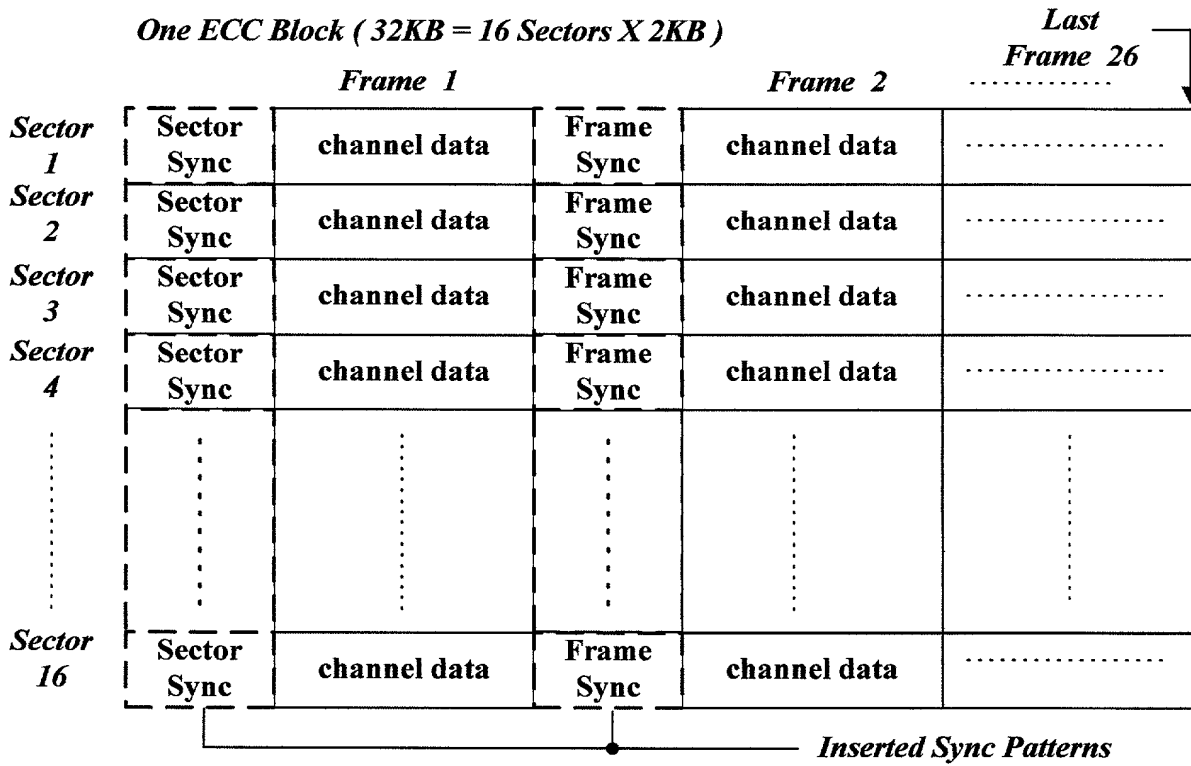 One ECC Block ( 32KB = 16 Sectors X 2KB )
Last
Frame 26
Frame 1
Frame 2
Sector
1
Sector
Sync
channel data
Frame
Sync
channel data
Sector
2
Sector
Sync
channel data
Frame
Sync
channel data
Sector
3
Sector
Sync
channel data
Frame
Sync
channel data
Sector
4
Sector
Sync
channel data
Frame
Sync
channel data
Sector
16
Sector
Sync
channel data
Frame
Sync
channel data
Inserted Sync Patterns